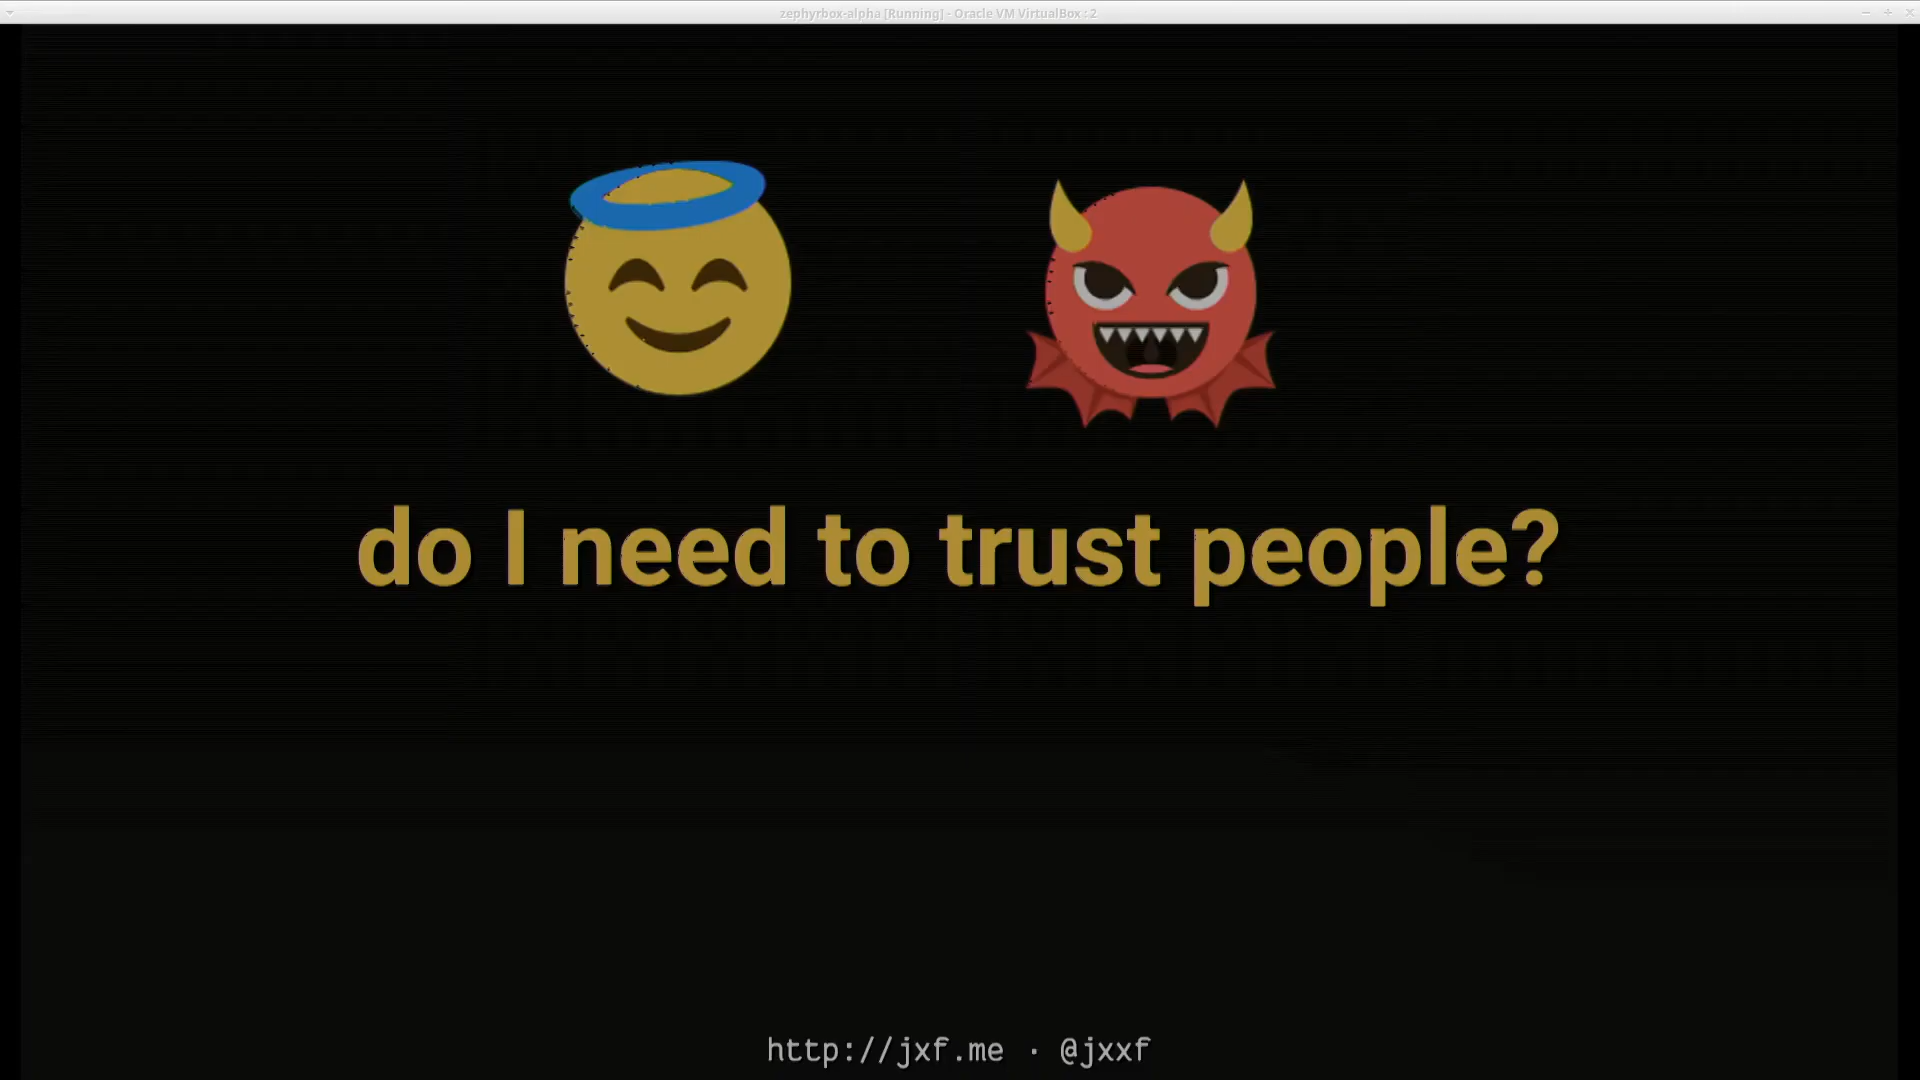 zephyrbox-alpha [Running] - Oracle VM VirtualBox : 2
do I need to trust people?
http://jxf.me · @jxxf